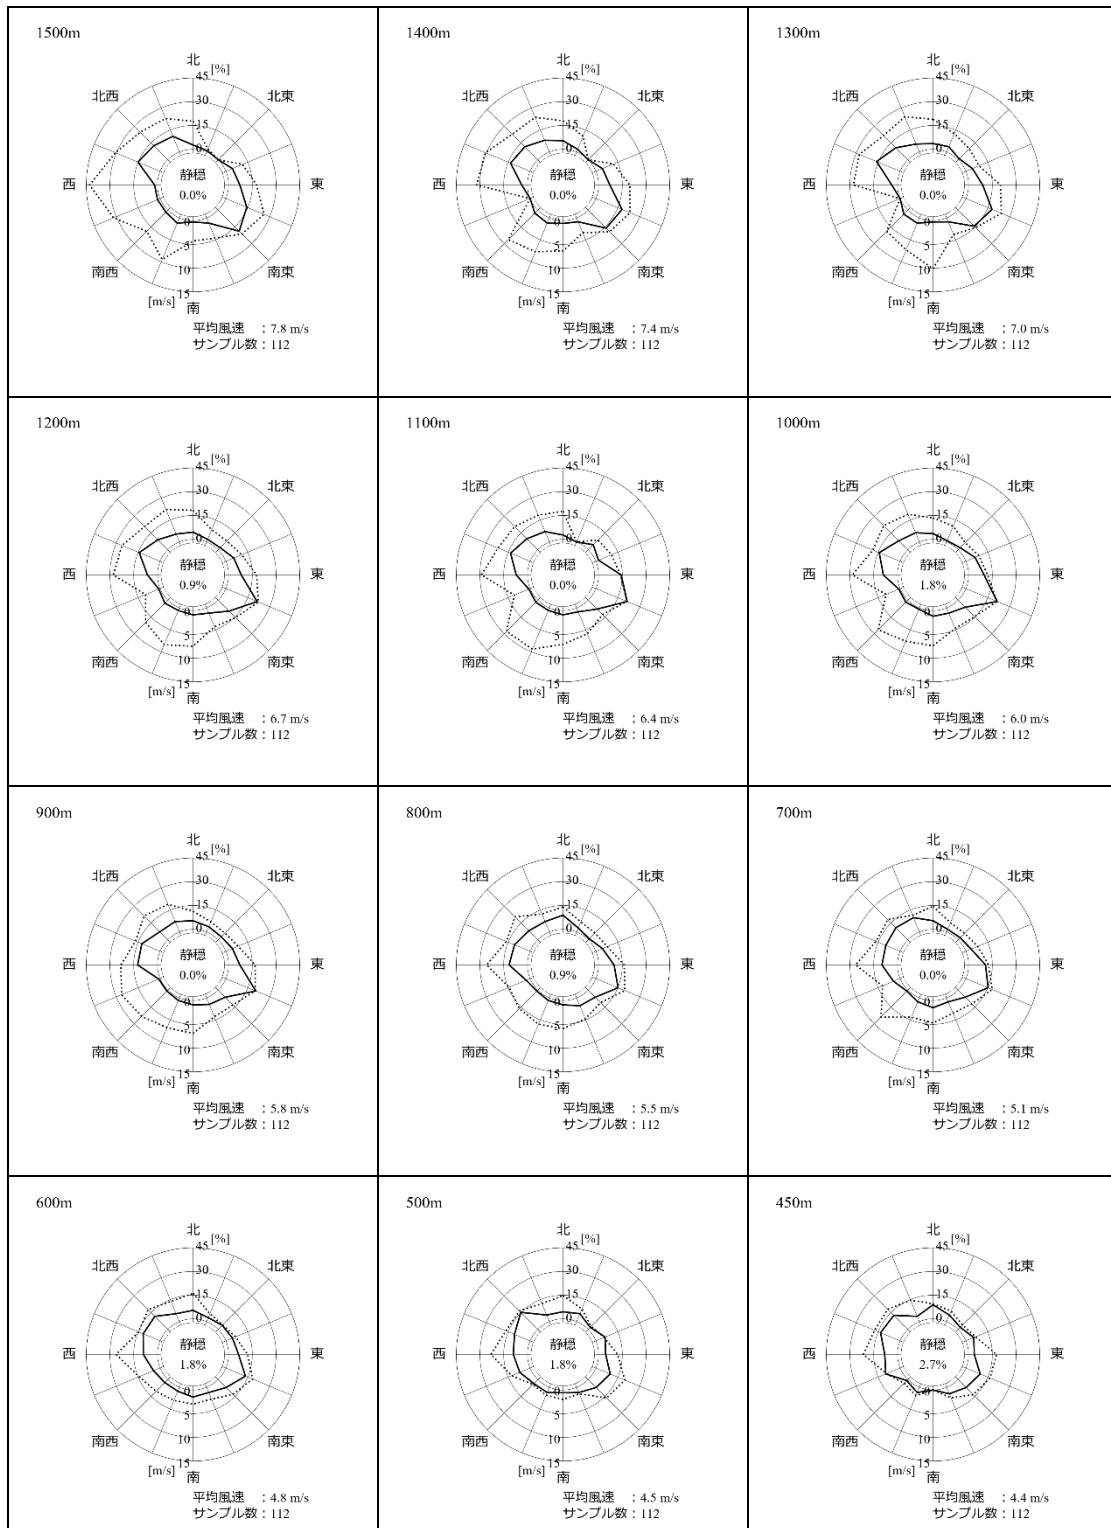 1500m
北
[%]
45
北西
北東
30
15
0
静穏
西
東
0.0%
0
5
南西
南東
10
[m/s]
15
南
平均風速 :7.8 m/s
サンプル数:112
1400m
北
[%]
45
北西
北東
30
15
0
静穏
西
東
0.0%
0
5
南西
南東
10
[m/s]
15
南
平均風速 :7.4 m/s
サンプル数:112
1300m
北
[%]
45
北西
北東
30
15
0
静穏
西
東
0.0%
0
5
南西
南東
10
[m/s]
15
南
平均風速 :7.0 m/s
サンプル数:112
1200m
北
[%]
45
北西
北東
30
15
0
静穏
西
東
0.9%
0
5
南西
南東
10
[m/s]
15
南
平均風速 :6.7 m/s
サンプル数:112
1100m
北
[%]
45
北西
北東
30
15
0
静穏
西
東
0.0%
0
5
南西
南東
10
[m/s]
15
南
平均風速 :6.4 m/s
サンプル数:112
1000m
北
[%]
45
北西
北東
30
15
0
静穏
西
東
1.8%
0
5
南西
南東
10
[m/s]
15
南
平均風速 :6.0 m/s
サンプル数:112
900m
北
[%]
45
北西
北東
30
15
0
静穏
西
東
0.0%
0
5
南西
南東
10
[m/s]
15
南
平均風速 :5.8 m/s
サンプル数:112
800m
北
[%]
45
北西
北東
30
15
0
静穏
西
東
0.9%
0
5
南西
南東
10
[m/s]
15
南
平均風速 :5.5 m/s
サンプル数:112
700m
北
[%]
45
北西
北東
30
15
0
静穏
西
東
0.0%
0
5
南西
南東
10
[m/s]
15
南
平均風速 :5.1 m/s
サンプル数:112
600m
北
[%]
45
北西
北東
30
15
0
静穏
西
東
1.8%
0
5
南西
南東
10
[m/s]
15
南
平均風速 :4.8 m/s
サンプル数:112
500m
北
[%]
45
北西
北東
30
15
0
静穏
西
東
1.8%
0
5
南西
南東
10
[m/s]
15
南
平均風速 :4.5 m/s
サンプル数:112
450m
北
[%]
45
北西
北東
30
15
0
静穏
西
東
2.7%
0
5
南西
南東
10
[m/s]
15
南
平均風速 :4.4 m/s
サンプル数:112